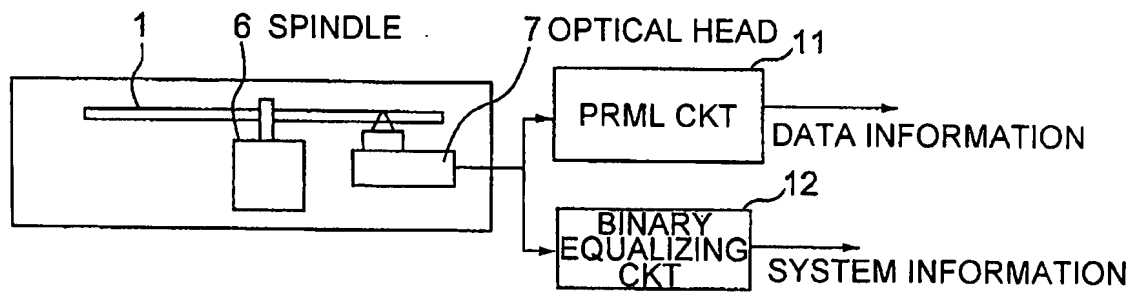 1
6 SPINDLE
7 OPTICAL HEAD
11
PRML CKT
DATA INFORMATION
12
BINARY
EQUALIZING
CKT
SYSTEM INFORMATION